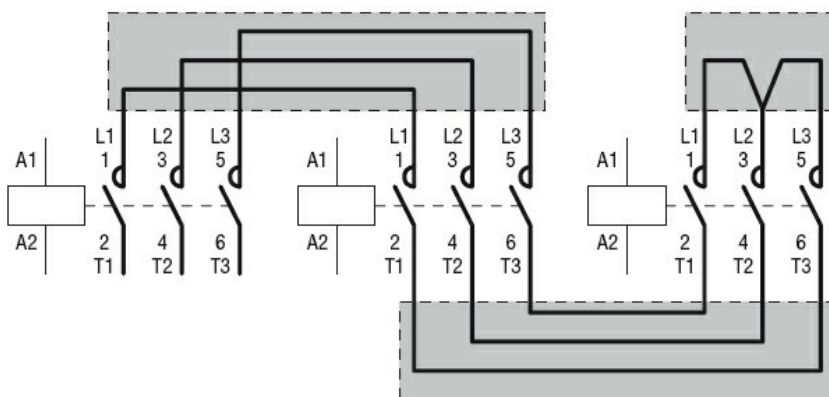 L1 L2 L3 L1 L2 L3 L1 L2 L3
A1 1 3 5 A1 1 3 5 A1 1 3 5
A2 2 4 6 A2 2 4 6 A2 2 4 6
T1 T2 T3 T1 T2 T3 T1 T2 T3